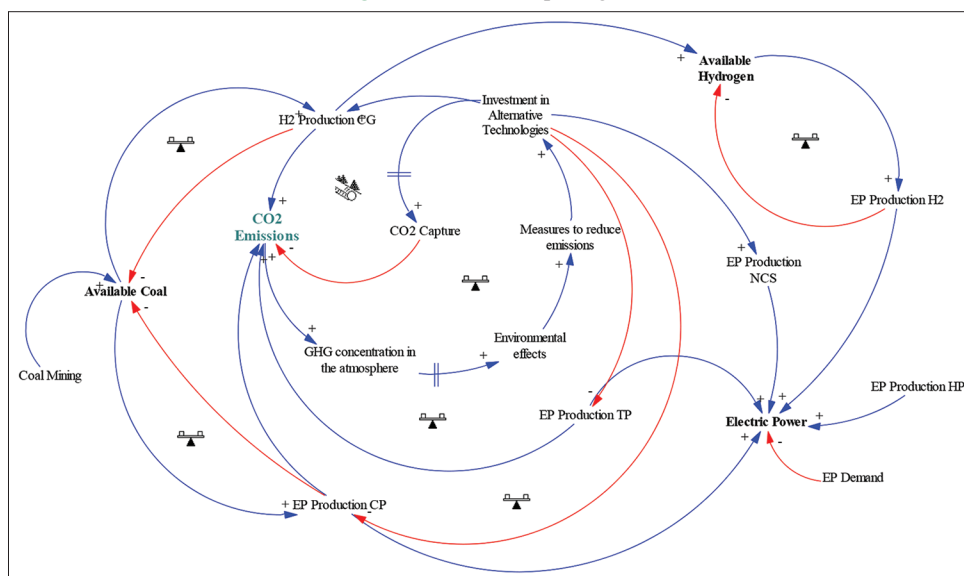 Available
Hydrogen
Investment in
Alternative
Technologies
H2 Production CG
EP Production H2
CO2
Emissions
CO2 Capture
Measures to reduce
emissions
EP Production
NCS
Available Coal
GHG concentration in
the atmosphere
Environmental
effects
Coal Mining
EP Production HP
EP Production TP
Electric Power
EP Demand
EP Production CP